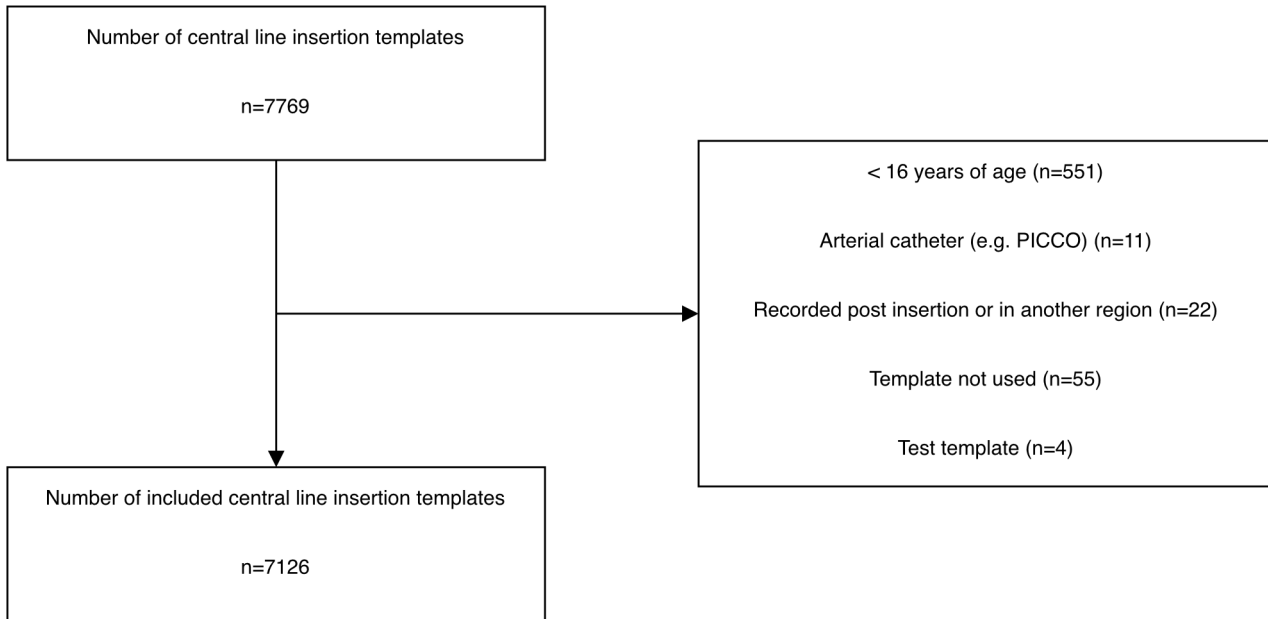 Number of central line insertion templates
n=7769
< 16 years of age (n=551)
Arterial catheter (e.g. PICCO) (n=11)
Recorded post insertion or in another region (n=22)
Template not used (n=55)
Test template (n=4)
Number of included central line insertion templates
n=7126